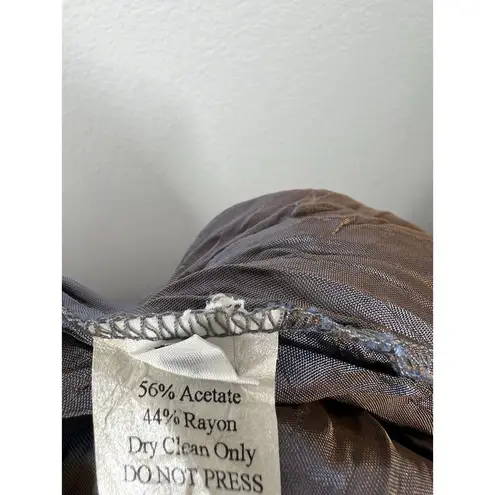 56% Acetate
44% Rayon
Dry Clean Only
DO NOT PRESS